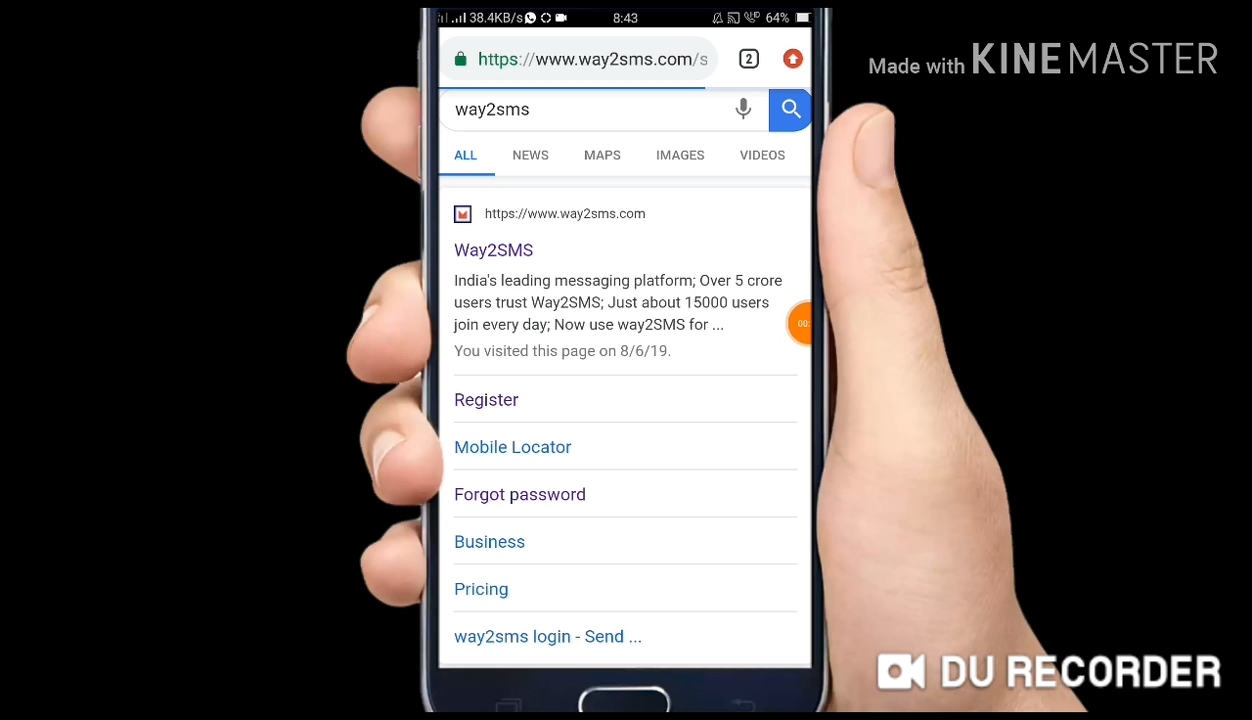 38.4KB/s 8:43 64%
Made with KINEMASTER
https://www.way2sms.com/s 2
way2sms
ALL NEWS MAPS IMAGES VIDEOS
https://www.way2sms.com
Way2SMS
India's leading messaging platform; Over 5 crore
users trust Way2SMS; Just about 15000 users
join every day; Now use way2SMS for ...
00:
You visited this page on 8/6/19.
Register
Mobile Locator
Forgot password
Business
Pricing
way2sms login - Send ...
DU RECORDER